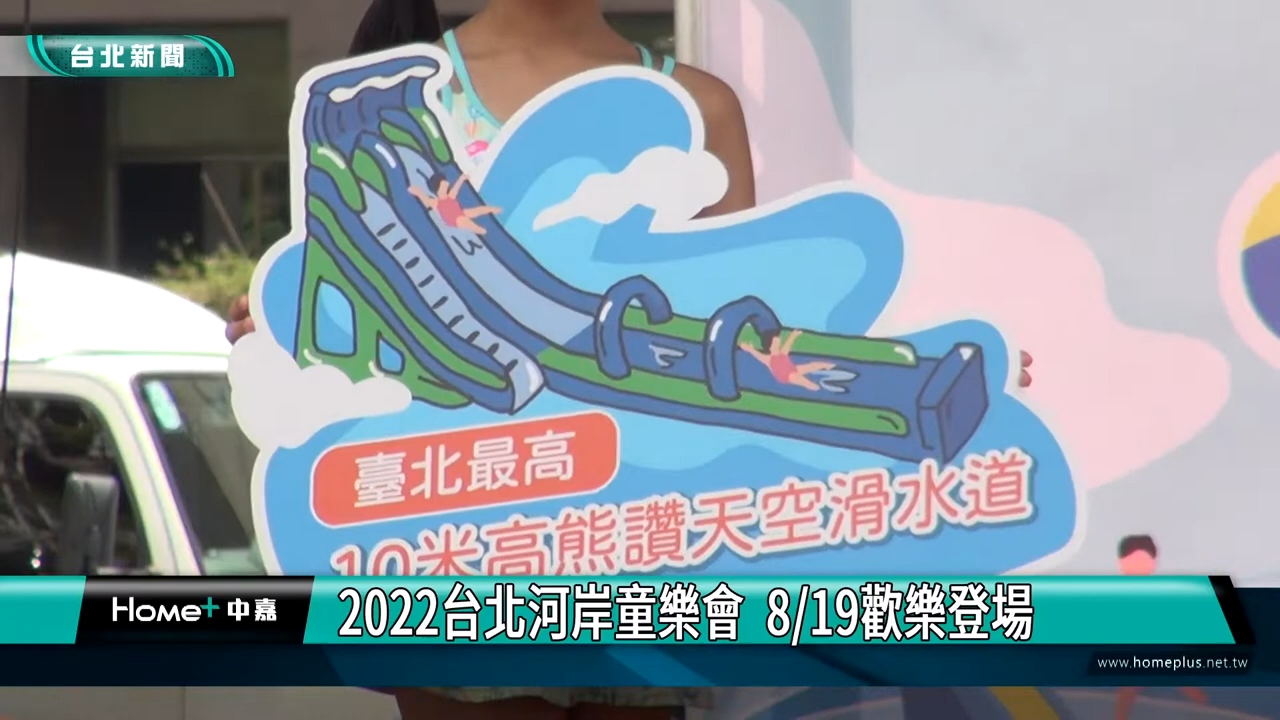 台北新聞
臺北最高
10米高熊讚天空滑水道
Home+中嘉
2022台北河岸童樂會 8/19歡樂登場
www.homeplus.net.tw